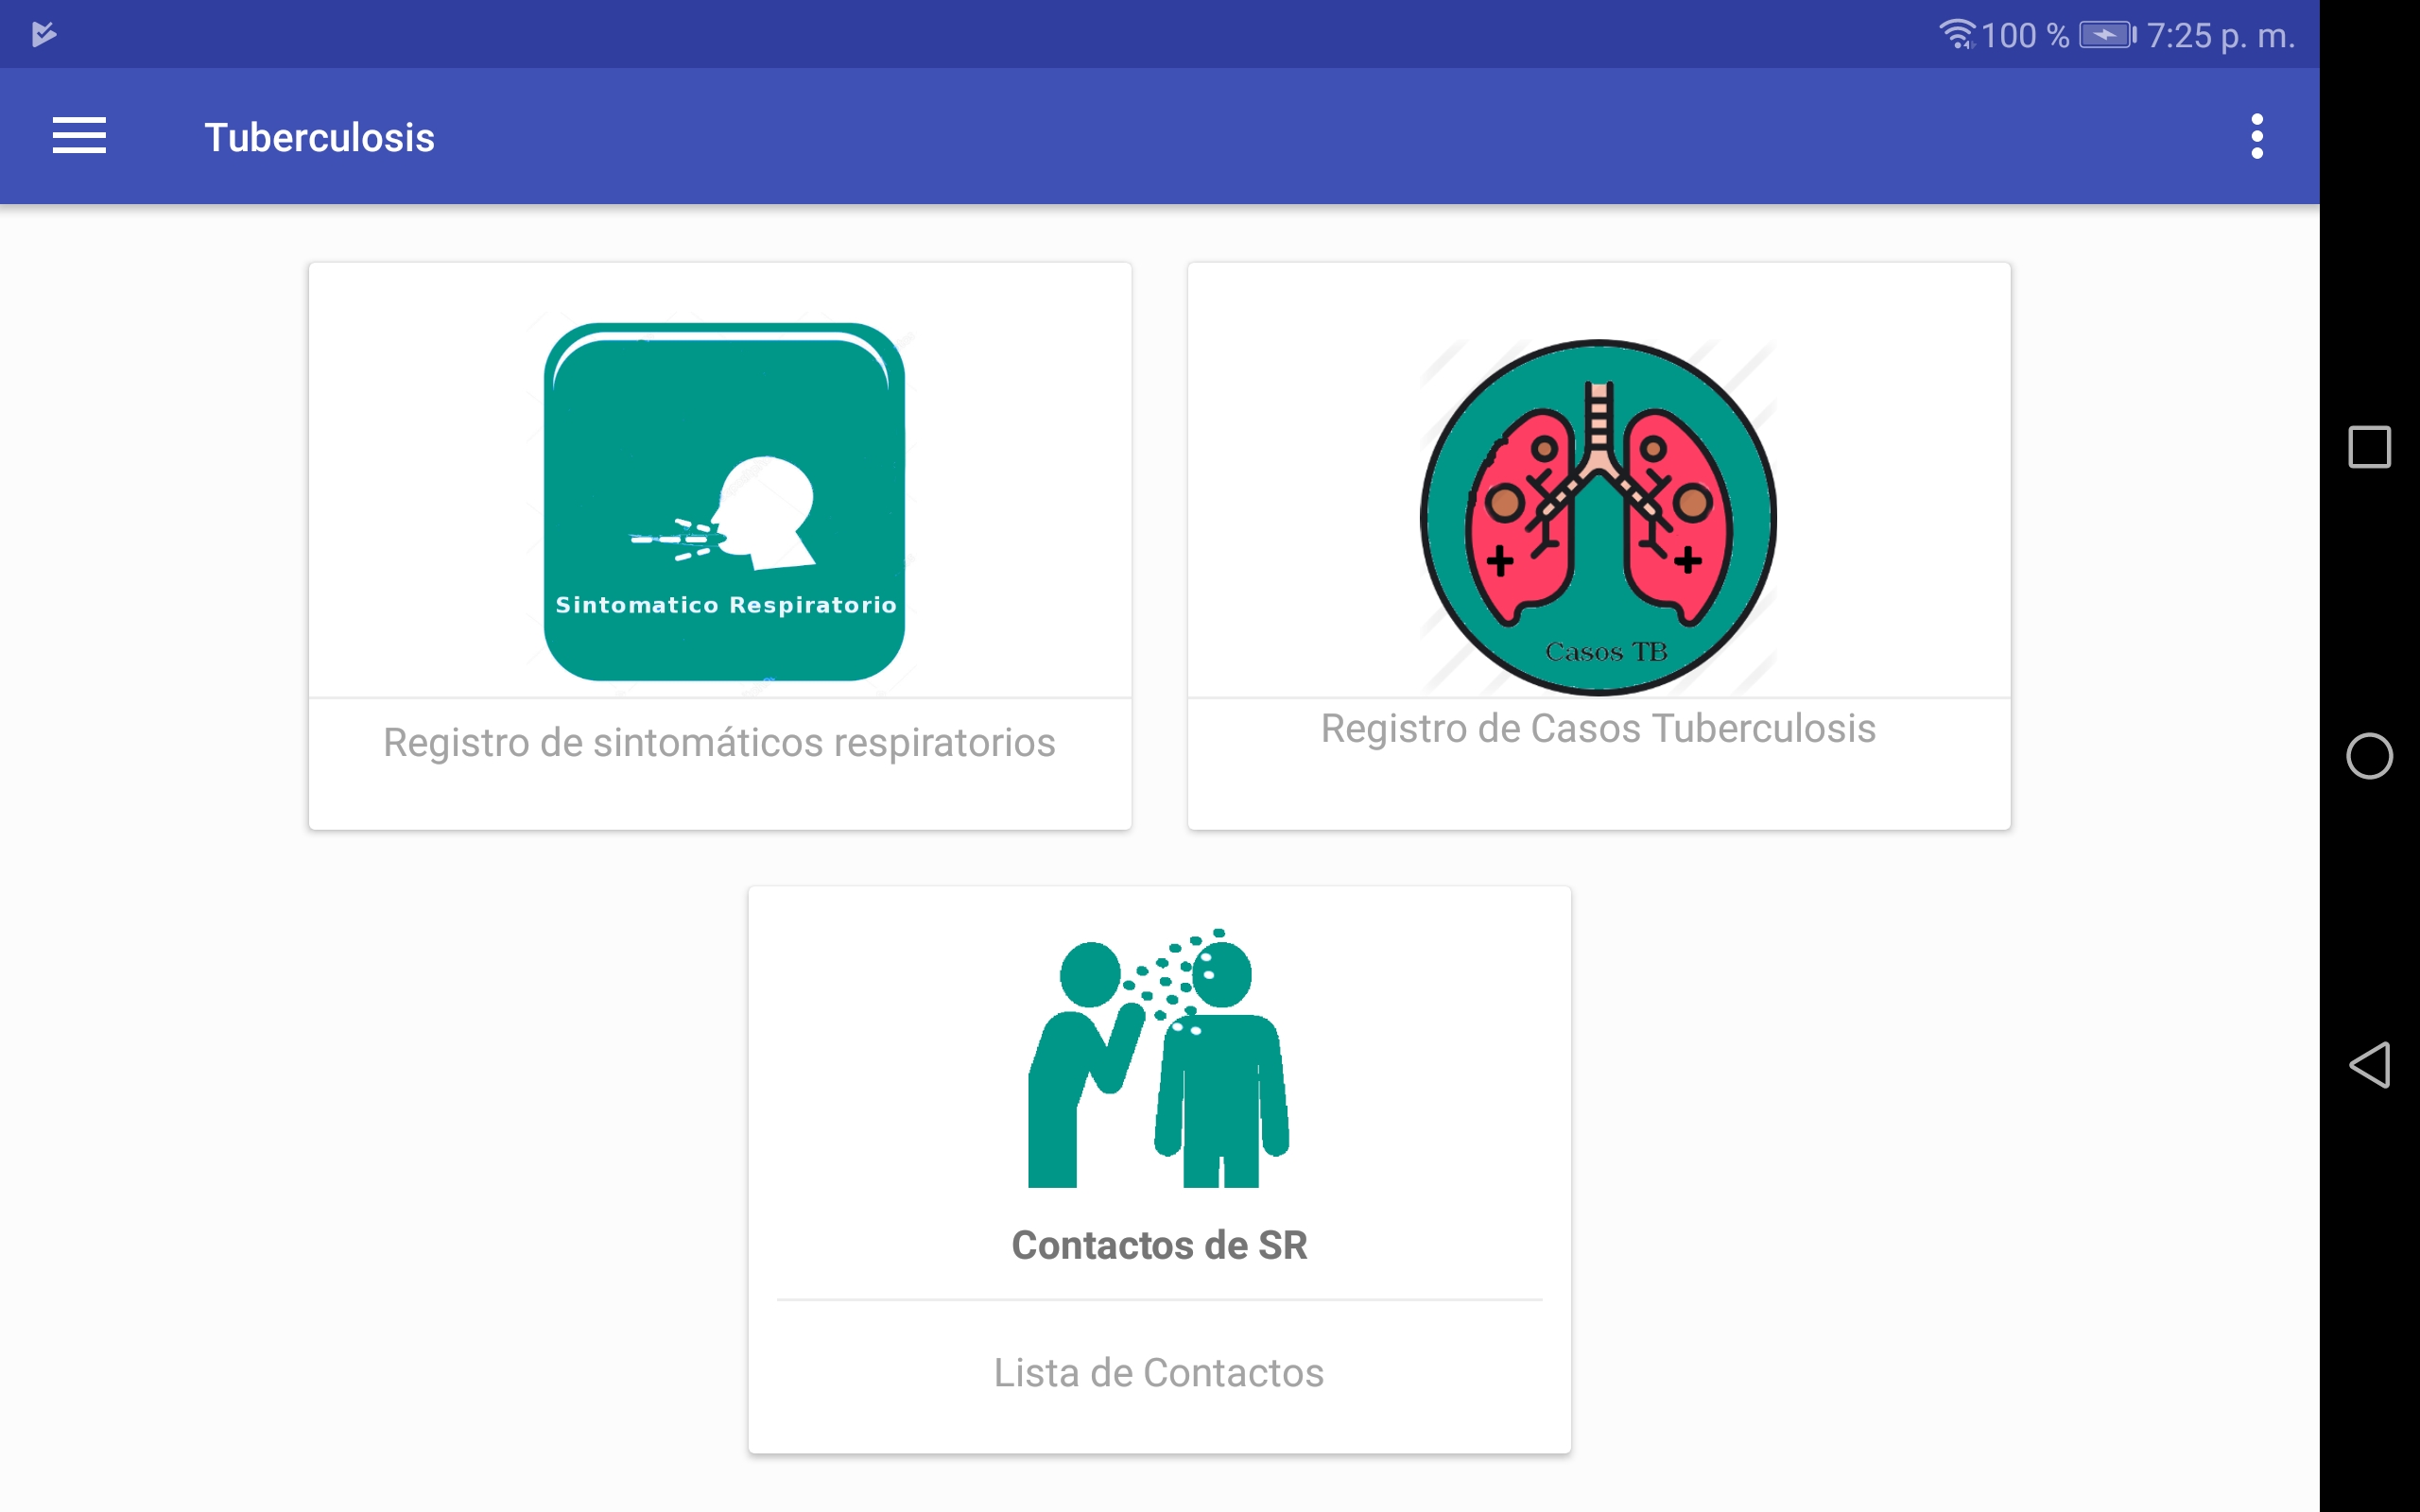 100 % 7:25 p. m.
Tuberculosis
Sintomatico Respiratorio
Registro de sintomáticos respiratorios
Casos TB
Registro de Casos Tuberculosis
Contactos de SR
Lista de Contactos